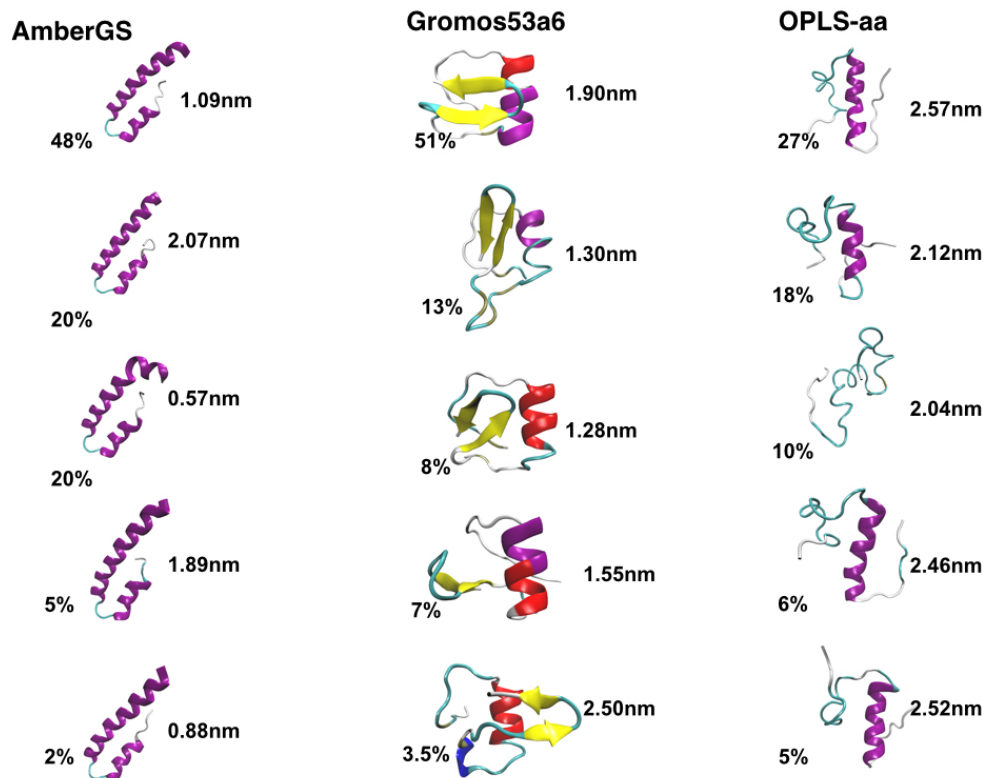 AmberGS
Gromos53a6
OPLS-aa
1.09nm
48%
1.90nm
51%
2.57nm
27%
2.07nm
20%
1.30nm
13%
2.12nm
18%
0.57nm
20%
1.28nm
8%
2.04nm
10%
1.89nm
5%
1.55nm
7%
2.46nm
6%
0.88nm
2%
2.50nm
3.5%
2.52nm
5%